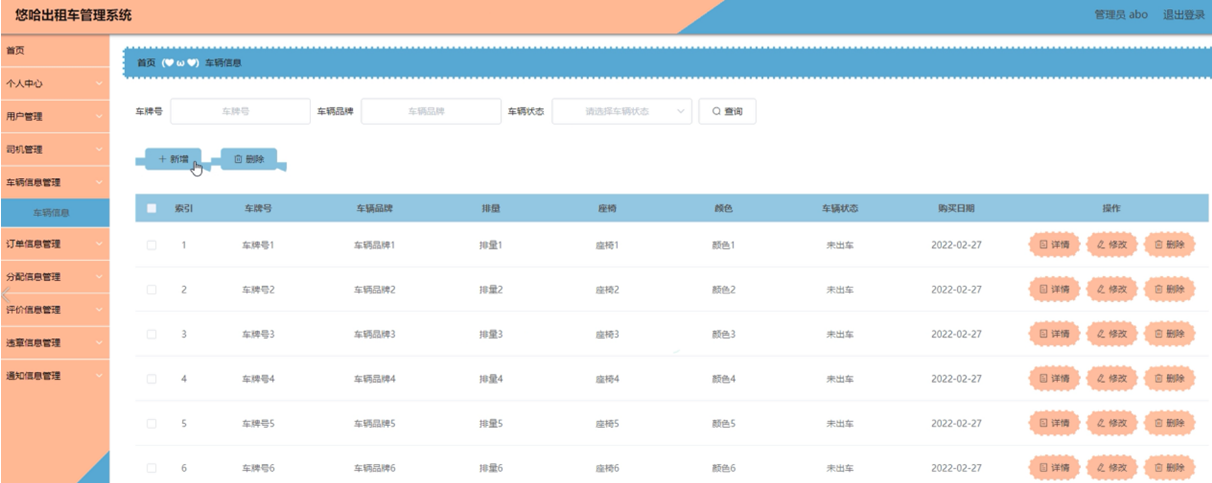 悠哈出租车管理系统 管理员 abo 退出登录
首页
个人中心
用户管理
司机管理
车辆信息管理
车辆信息
订单信息管理
分配信息管理
评价信息管理
违章信息管理
通知信息管理
首页 (♥ω♥) 车辆信息
车牌号 车牌号 车辆品牌 车辆品牌 车辆状态 请选择车辆状态 查询
+ 新增 删除
索引 车牌号 车辆品牌 排量 座椅 颜色 车辆状态 购买日期 操作
1 车牌号1 车辆品牌1 排量1 座椅1 颜色1 未出车 2022-02-27 详情 修改 删除
2 车牌号2 车辆品牌2 排量2 座椅2 颜色2 未出车 2022-02-27 详情 修改 删除
3 车牌号3 车辆品牌3 排量3 座椅3 颜色3 未出车 2022-02-27 详情 修改 删除
4 车牌号4 车辆品牌4 排量4 座椅4 颜色4 未出车 2022-02-27 详情 修改 删除
5 车牌号5 车辆品牌5 排量5 座椅5 颜色5 未出车 2022-02-27 详情 修改 删除
6 车牌号6 车辆品牌6 排量6 座椅6 颜色6 未出车 2022-02-27 详情 修改 删除